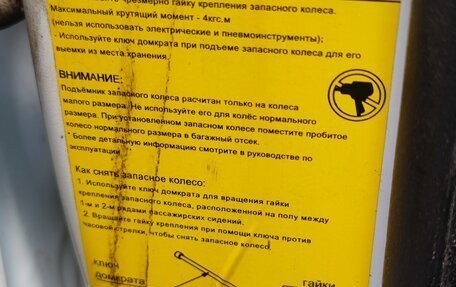 чрезмерно гайку крепления запасного колеса.
Максимальный крутящий момент - 4кгс.м
(нельзя использовать электрические и пневмоинструменты);
- Используйте ключ домкрата при подъеме запасного колеса для его
выемки из места хранения.
ВНИМАНИЕ:
Подъёмник запасного колеса расчитан только на колеса
малого размера. Не используйте его для колёс нормального
размера. При установленном запасном колесе поместите пробитое
колесо нормального размера в багажный отсек.
* Более детальную информацию смотрите в руководстве по
эксплуатации
Как снять запасное колесо:
1. Используйте ключ домкрата для вращения гайки
крепления запасного колеса, расположенной на полу между
1-м и 2-м рядами пассажирских сидений.
2. Вращайте гайку крепления при помощи ключа против
часовой стрелки, чтобы снять запасное колесо.
ключ
домкрата
гайки